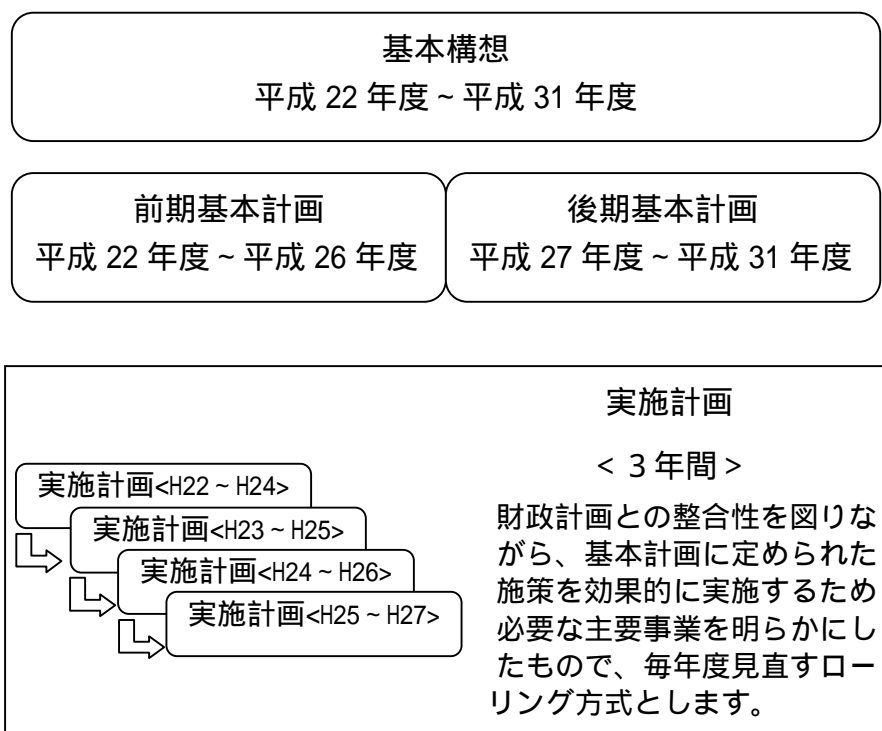 基本構想
平成 22 年度 ~ 平成 31 年度
前期基本計画
平成 22 年度 ~ 平成 26 年度
後期基本計画
平成 27 年度 ~ 平成 31 年度
実施計画<H22 ~ H24>
実施計画<H23 ~ H25>
実施計画<H24 ~ H26>
実施計画<H25 ~ H27>
実施計画
< 3 年間 >
財政計画との整合性を図りな
がら、基本計画に定められた
施策を効果的に実施するため
必要な主要事業を明らかにし
たもので、毎年度見直すロー
リング方式とします。